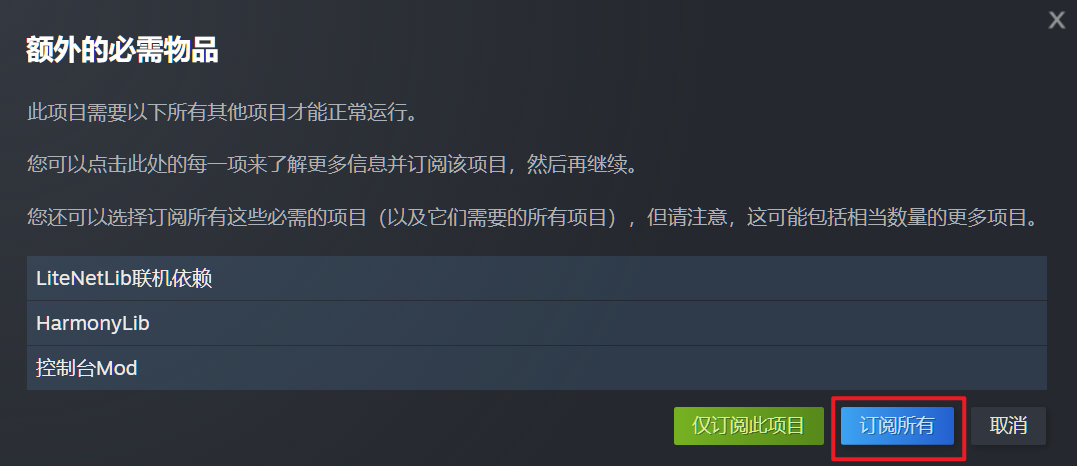 X
额外的必需物品
此项目需要以下所有其他项目才能正常运行。
您可以点击此处的每一项来了解更多信息并订阅该项目，然后再继续。
您还可以选择订阅所有这些必需的项目（以及它们需要的所有项目），但请注意，这可能包括相当数量的更多项目。
LiteNetLib联机依赖
HarmonyLib
控制台Mod
仅订阅此项目 订阅所有 取消